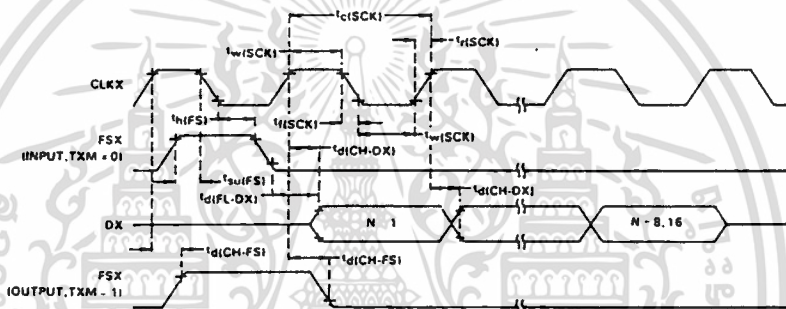 tc(SCK)
tr(SCK)
tw(SCK)
CLKX
th(FS)
tf(SCK)
tw(SCK)
FSX
(INPUT, TXM = 0)
td(CH-DX)
tsu(FS)
td(FL-DX)
td(CH-DX)
DX
N = 1
N = 8,16
td(CH-FS)
td(CH-FS)
FSX
(OUTPUT, TXM = 1)